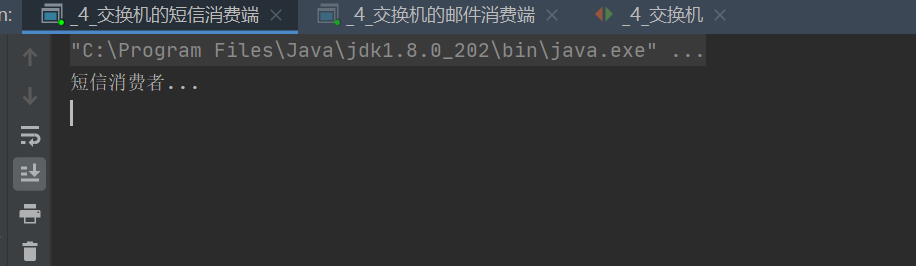 n: _4_交换机的短信消费端 _4_交换机的邮件消费端 _4_交换机
"C:\Program Files\Java\jdk1.8.0_202\bin\java.exe" ...
短信消费者...